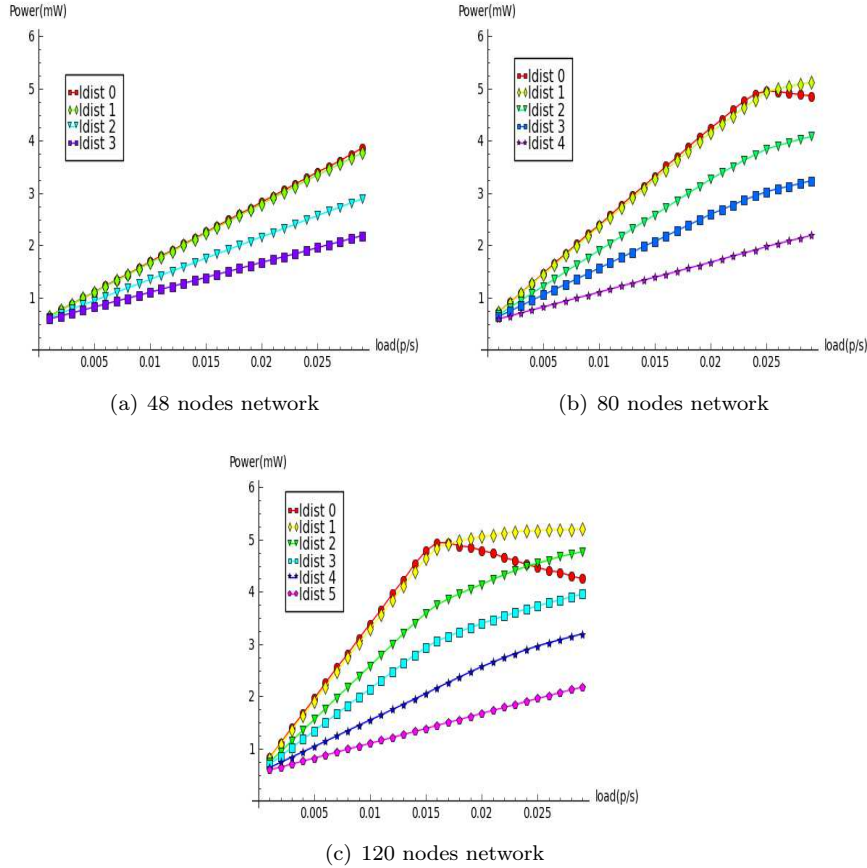 Power(mW)
6
5
4
3
2
1
ldist 0
ldist 1
ldist 2
ldist 3
0.005
0.01
0.015
0.02
0.025
load(p/s)
(a) 48 nodes network
Power(mW)
6
5
4
3
2
1
ldist 0
ldist 1
ldist 2
ldist 3
ldist 4
0.005
0.01
0.015
0.02
0.025
load(p/s)
(b) 80 nodes network
Power(mW)
6
5
4
3
2
1
ldist 0
ldist 1
ldist 2
ldist 3
ldist 4
ldist 5
0.005
0.01
0.015
0.02
0.025
load(p/s)
(c) 120 nodes network